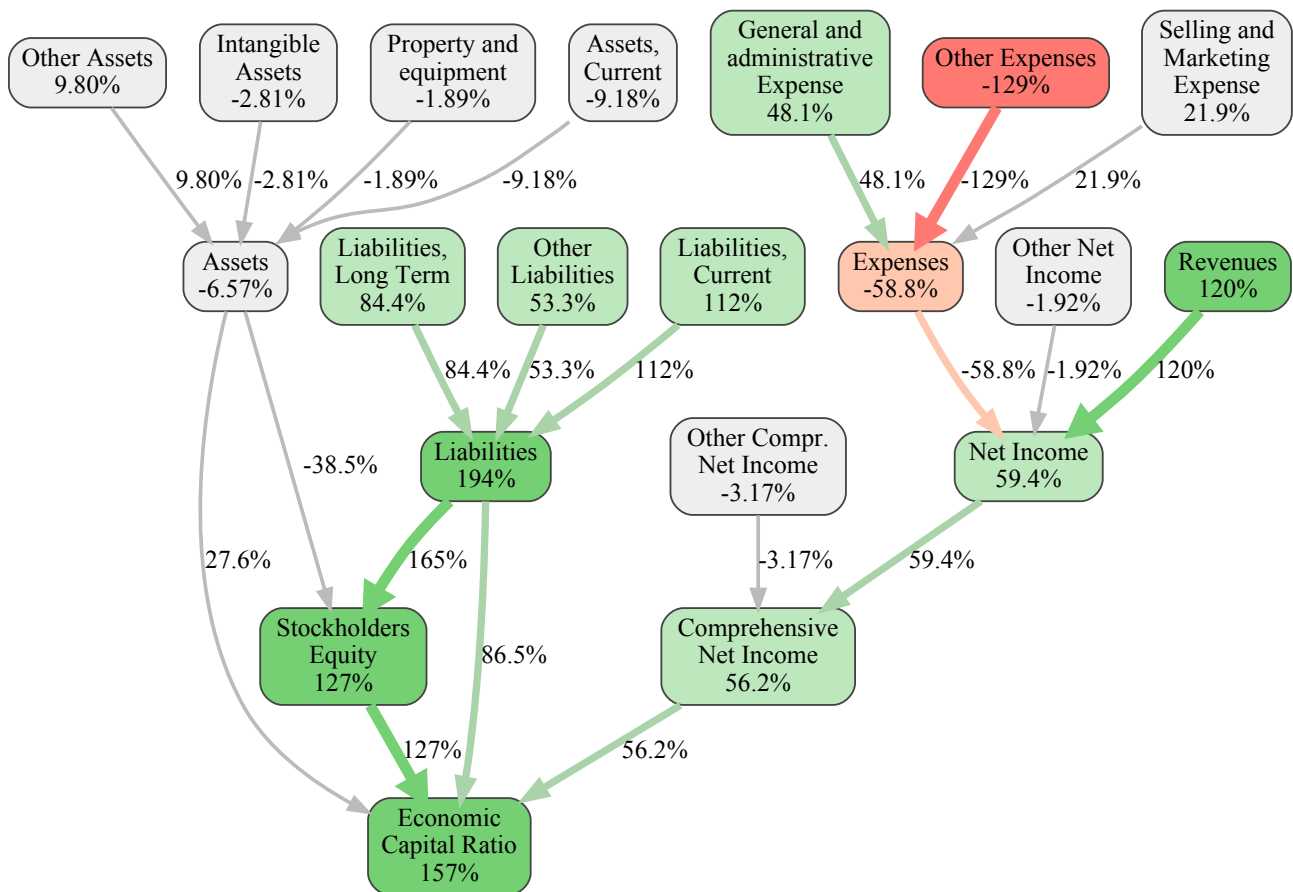 Other Assets
9.80%
Intangible
Assets
-2.81%
Property and
equipment
-1.89%
Assets,
Current
-9.18%
General and
administrative
Expense
48.1%
Other Expenses
-129%
Selling and
Marketing
Expense
21.9%
9.80%
-2.81%
-1.89%
-9.18%
48.1%
-129%
21.9%
Assets
-6.57%
Liabilities,
Long Term
84.4%
Other
Liabilities
53.3%
Liabilities,
Current
112%
Expenses
-58.8%
Other Net
Income
-1.92%
Revenues
120%
84.4%
53.3%
112%
-58.8%
-1.92%
120%
-38.5%
Liabilities
194%
Other Compr.
Net Income
-3.17%
Net Income
59.4%
27.6%
165%
-3.17%
59.4%
Stockholders
Equity
127%
86.5%
Comprehensive
Net Income
56.2%
127%
56.2%
Economic
Capital Ratio
157%